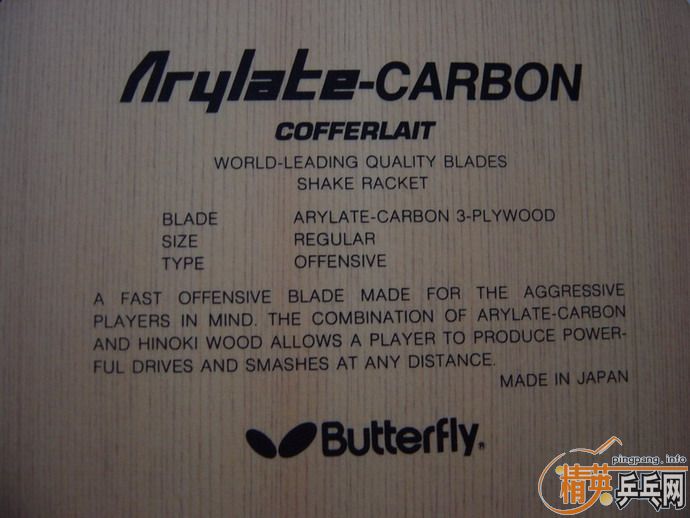 Arylate-CARBON
COFFERLAIT
WORLD-LEADING QUALITY BLADES
SHAKE RACKET
BLADE ARYLATE-CARBON 3-PLYWOOD
SIZE REGULAR
TYPE OFFENSIVE
A FAST OFFENSIVE BLADE MADE FOR THE AGGRESSIVE
PLAYERS IN MIND. THE COMBINATION OF ARYLATE-CARBON
AND HINOKI WOOD ALLOWS A PLAYER TO PRODUCE POWER-
FUL DRIVES AND SMASHES AT ANY DISTANCE.
MADE IN JAPAN
Butterfly
pingpang.info
精英乒乓网